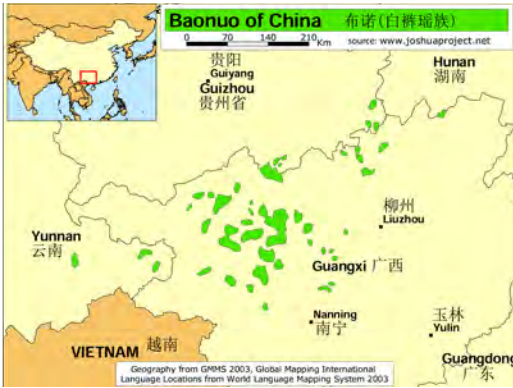 Baonuo of China 布诺(白裤瑶族)
0 70 140 210 Km
source: www.joshuaproject.net
贵阳
Guiyang
Guizhou
贵州省
Hunan
湖南
柳州
Liuzhou
Yunnan
云南
Guangxi 广西
Nanning
南宁
玉林
Yulin
VIETNAM 越南
Guangdong
广东
Geography from GMMS 2003, Global Mapping International
Language Locations from World Language Mapping System 2003